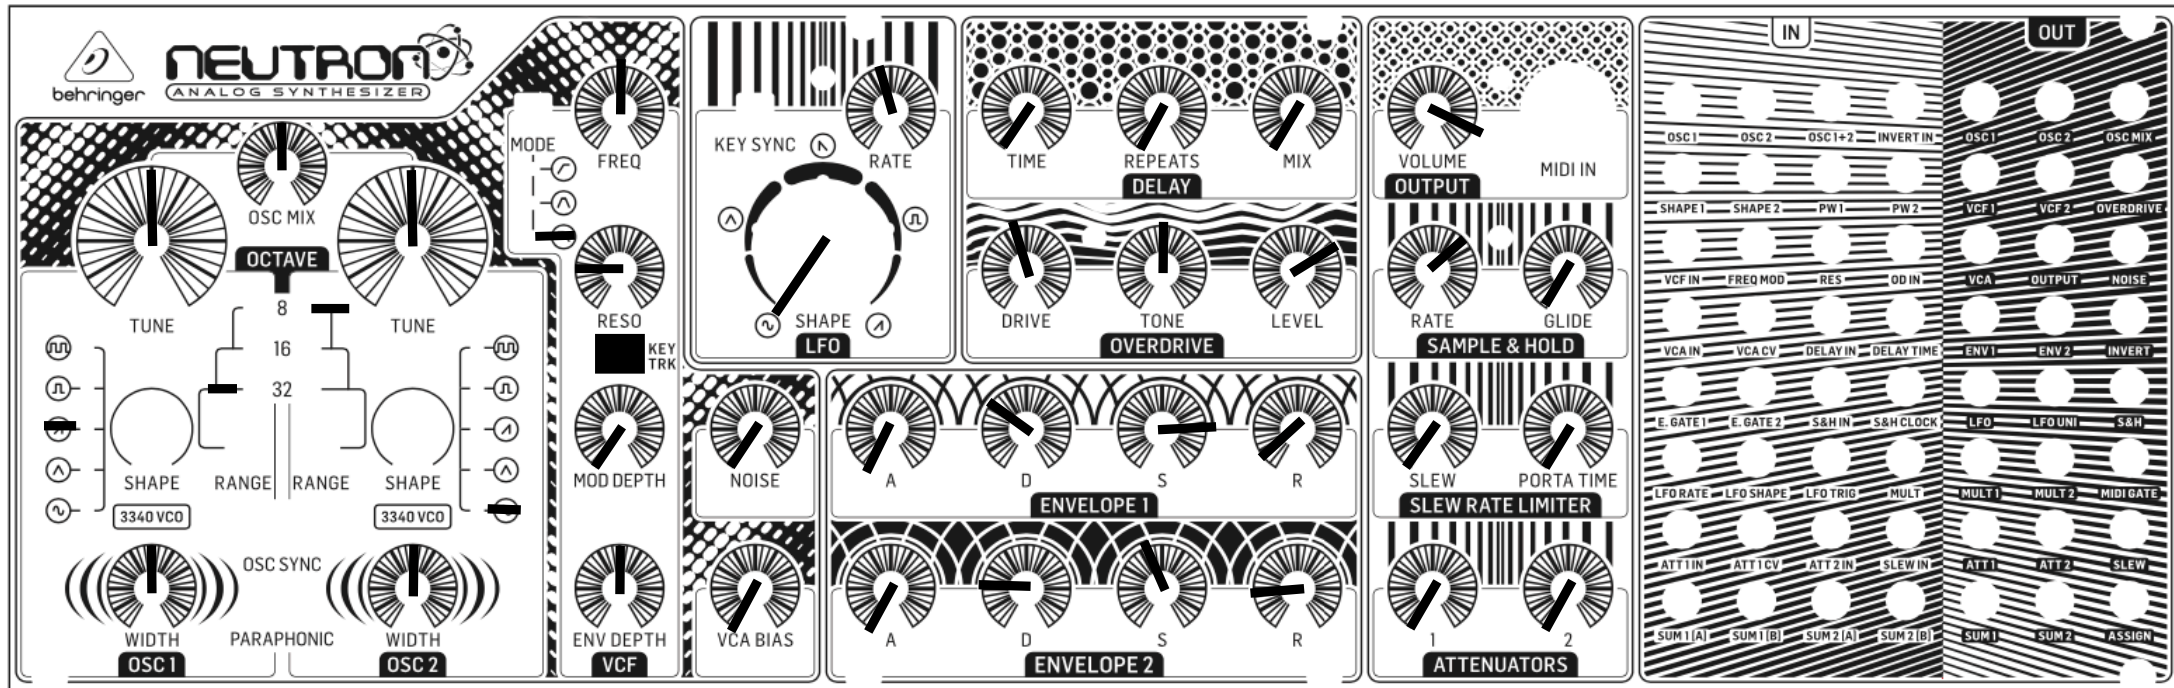 behringer
NEUTRON
ANALOG SYNTHESIZER
OSC MIX
OCTAVE
TUNE
8
TUNE
16
32
SHAPE
RANGE
RANGE
SHAPE
3340 VCO
3340 VCO
OSC SYNC
WIDTH
PARAPHONIC
WIDTH
OSC 1
OSC 2
MODE
FREQ
RESO
KEY
TRK
MOD DEPTH
ENV DEPTH
VCF
KEY SYNC
RATE
SHAPE
LFO
NOISE
VCA BIAS
TIME
REPEATS
MIX
DELAY
DRIVE
TONE
LEVEL
OVERDRIVE
A
D
S
R
ENVELOPE 1
A
D
S
R
ENVELOPE 2
VOLUME
MIDI IN
OUTPUT
RATE
GLIDE
SAMPLE & HOLD
SLEW
PORTA TIME
SLEW RATE LIMITER
1
2
ATTENUATORS
IN
OUT
OSC 1 OSC 2 OSC 1+2 INVERT IN OSC 1 OSC 2 OSC MIX
SHAPE 1 SHAPE 2 PW 1 PW 2 VCF 1 VCF 2 OVERDRIVE
VCF IN FREQ MOD RES OD IN VCA OUTPUT NOISE
VCA IN VCA CV DELAY IN DELAY TIME ENV 1 ENV 2 INVERT
E. GATE 1 E. GATE 2 S&H IN S&H CLOCK LFO LFO UNI S&H
LFO RATE LFO SHAPE LFO TRIG MULT MULT 1 MULT 2 MIDI GATE
ATT 1 IN ATT 1 CV ATT 2 IN SLEW IN ATT 1 ATT 2 SLEW
SUM 1 [A] SUM 1 [B] SUM 2 [A] SUM 2 [B] SUM 1 SUM 2 ASSIGN